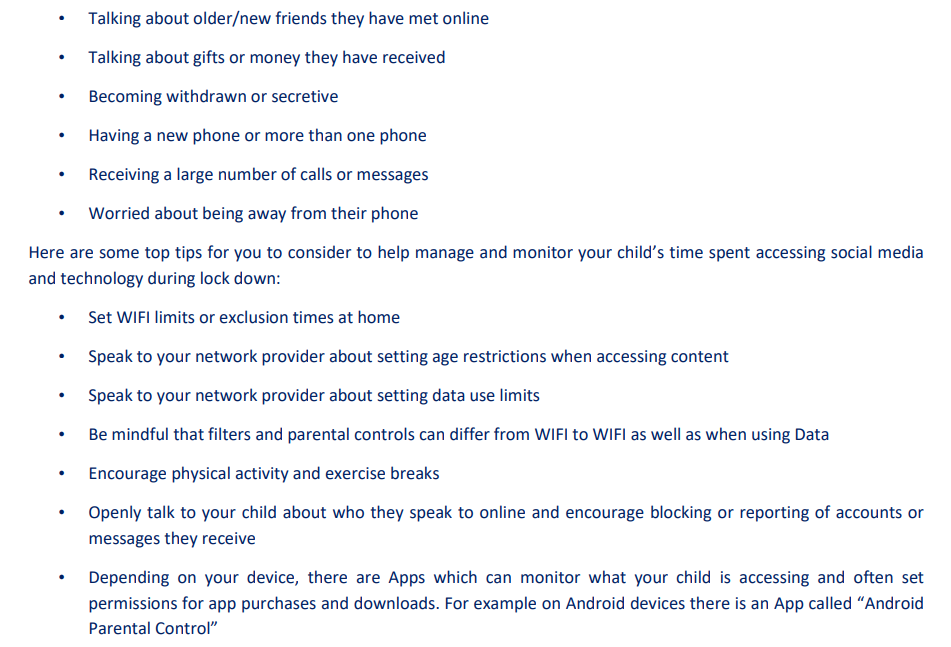 • Talking about older/new friends they have met online
• Talking about gifts or money they have received
• Becoming withdrawn or secretive
• Having a new phone or more than one phone
• Receiving a large number of calls or messages
• Worried about being away from their phone
Here are some top tips for you to consider to help manage and monitor your child’s time spent accessing social media
and technology during lock down:
• Set WIFI limits or exclusion times at home
• Speak to your network provider about setting age restrictions when accessing content
• Speak to your network provider about setting data use limits
• Be mindful that filters and parental controls can differ from WIFI to WIFI as well as when using Data
• Encourage physical activity and exercise breaks
• Openly talk to your child about who they speak to online and encourage blocking or reporting of accounts or
messages they receive
• Depending on your device, there are Apps which can monitor what your child is accessing and often set
permissions for app purchases and downloads. For example on Android devices there is an App called “Android
Parental Control”